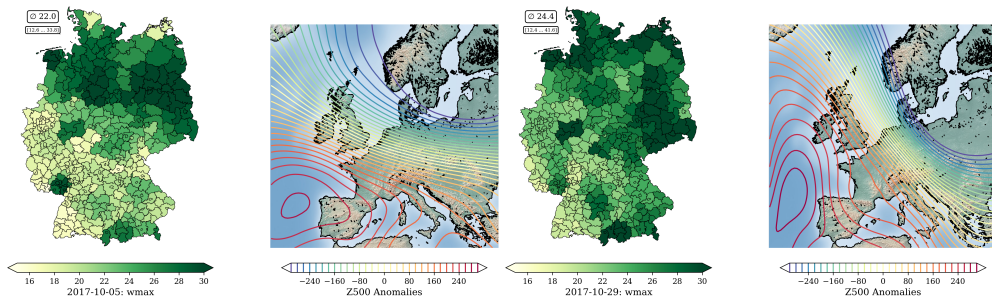 ∅ 22.0
[12.6 ... 33.8]
16 18 20 22 24 26 28 30
2017-10-05: wmax
−240 −160 −80 0 80 160 240
Z500 Anomalies
∅ 24.4
[12.4 ... 41.6]
16 18 20 22 24 26 28 30
2017-10-29: wmax
−240 −160 −80 0 80 160 240
Z500 Anomalies